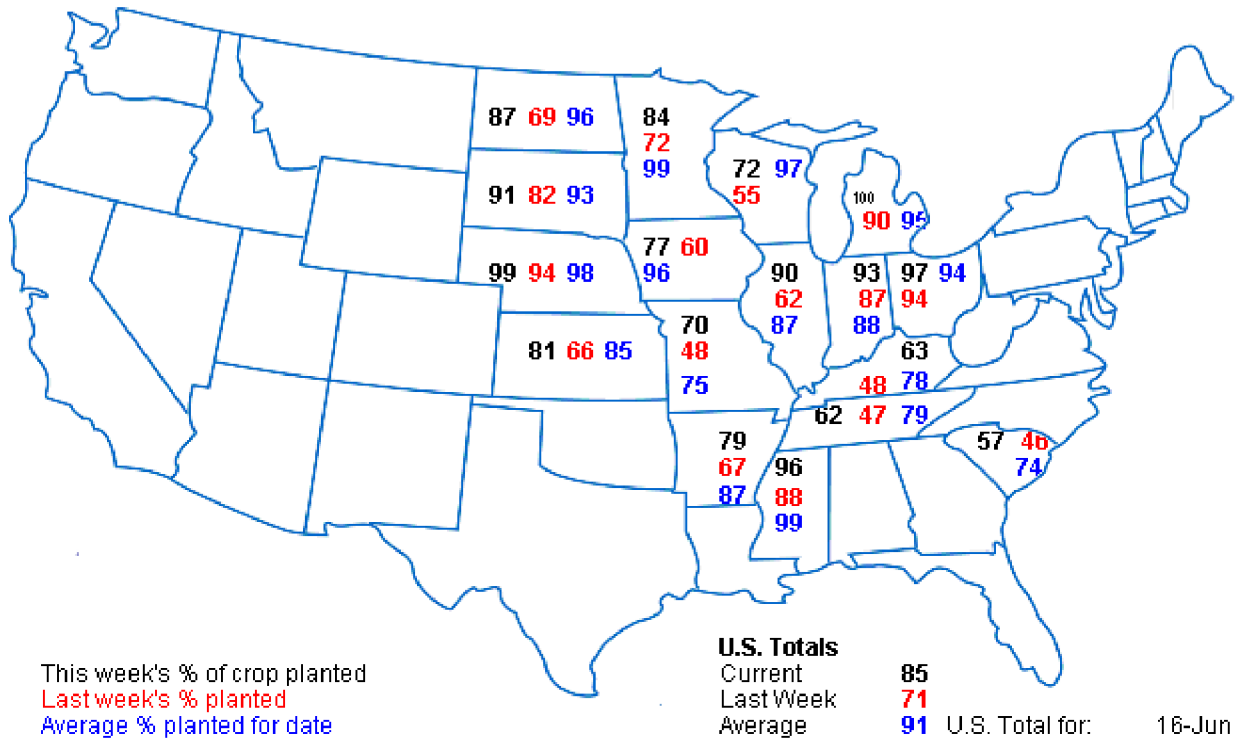 87 69 96
84
72
99
72 97
55
91 82 93
100
90 95
77 60
96
99 94 98
90
62
87
93
87
88
97 94
94
81 66 85
70
48
75
63
48 78
62 47 79
79
67
87
96
88
99
57 46
74
This week's % of crop planted
Last week's % planted
Average % planted for date
U.S. Totals
Current 85
Last Week 71
Average 91 U.S. Total for: 16-Jun